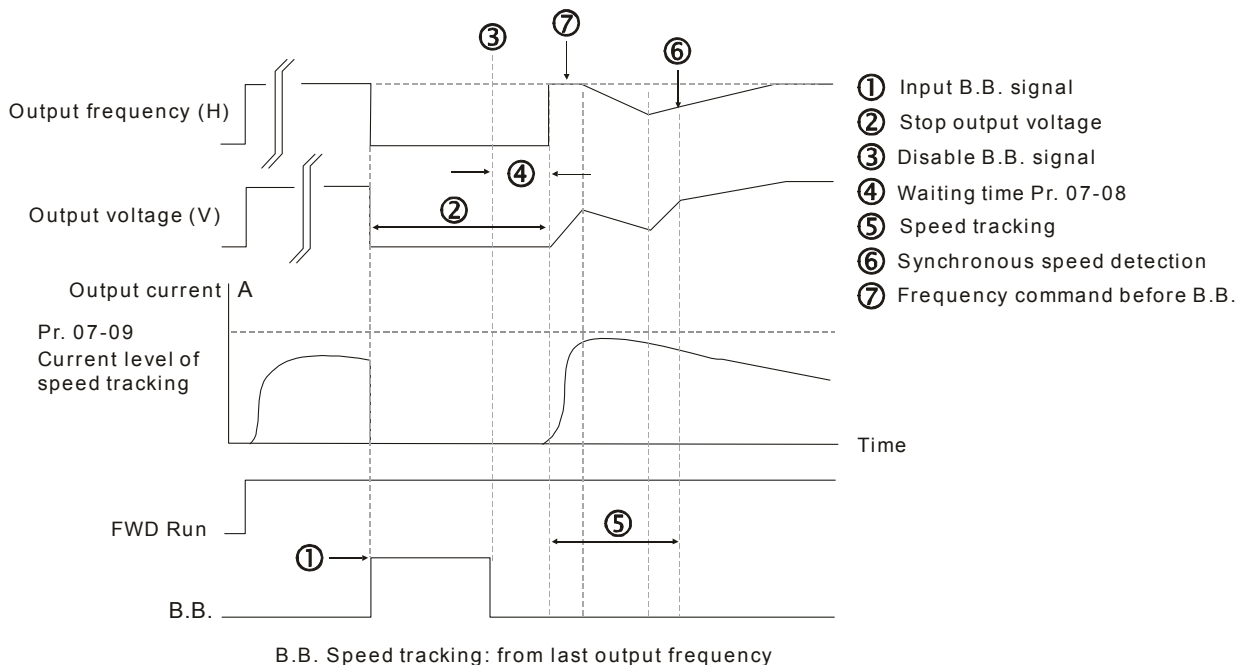 ③
⑦
⑥
Output frequency (H)
④
Output voltage (V)
②
Output current A
Pr. 07-09
Current level of
speed tracking
Time
FWD Run
⑤
①
B.B.
① Input B.B. signal
② Stop output voltage
③ Disable B.B. signal
④ Waiting time Pr. 07-08
⑤ Speed tracking
⑥ Synchronous speed detection
⑦ Frequency command before B.B.
B.B. Speed tracking: from last output frequency